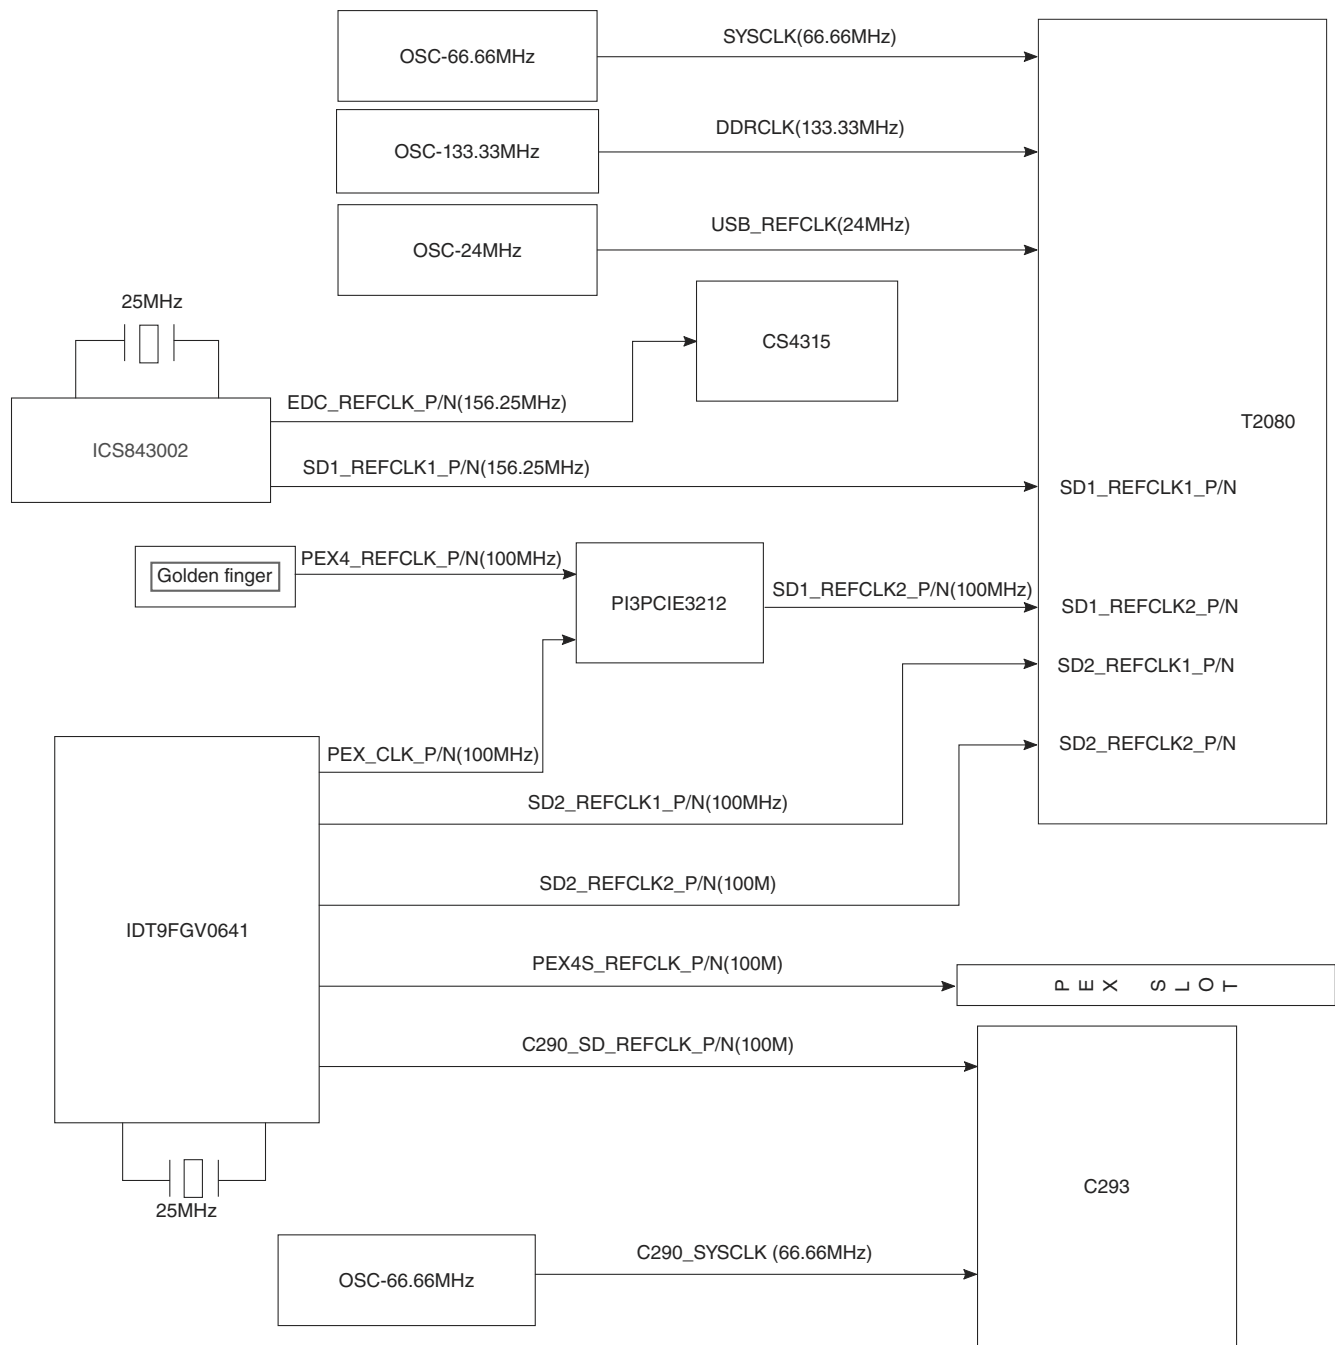 OSC-66.66MHz
SYSCLK(66.66MHz)
OSC-133.33MHz
DDRCLK(133.33MHz)
OSC-24MHz
USB_REFCLK(24MHz)
25MHz
CS4315
EDC_REFCLK_P/N(156.25MHz)
ICS843002
T2080
SD1_REFCLK1_P/N(156.25MHz)
SD1_REFCLK1_P/N
PEX4_REFCLK_P/N(100MHz)
Golden finger
PI3PCIE3212
SD1_REFCLK2_P/N(100MHz)
SD1_REFCLK2_P/N
SD2_REFCLK1_P/N
SD2_REFCLK2_P/N
PEX_CLK_P/N(100MHz)
SD2_REFCLK1_P/N(100MHz)
SD2_REFCLK2_P/N(100M)
IDT9FGV0641
PEX4S_REFCLK_P/N(100M)
PEX SLOT
C290_SD_REFCLK_P/N(100M)
C293
25MHz
C290_SYSCLK (66.66MHz)
OSC-66.66MHz